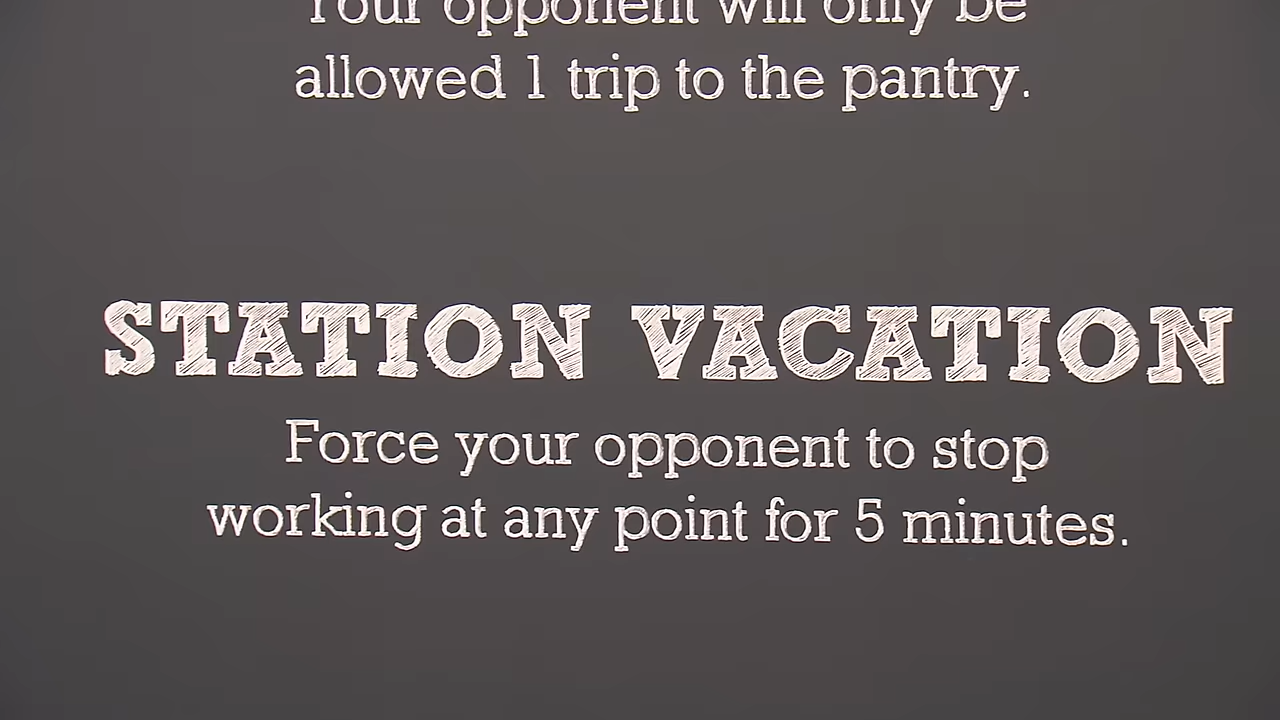 Your opponent will only be
allowed 1 trip to the pantry.
STATION VACATION
Force your opponent to stop
working at any point for 5 minutes.